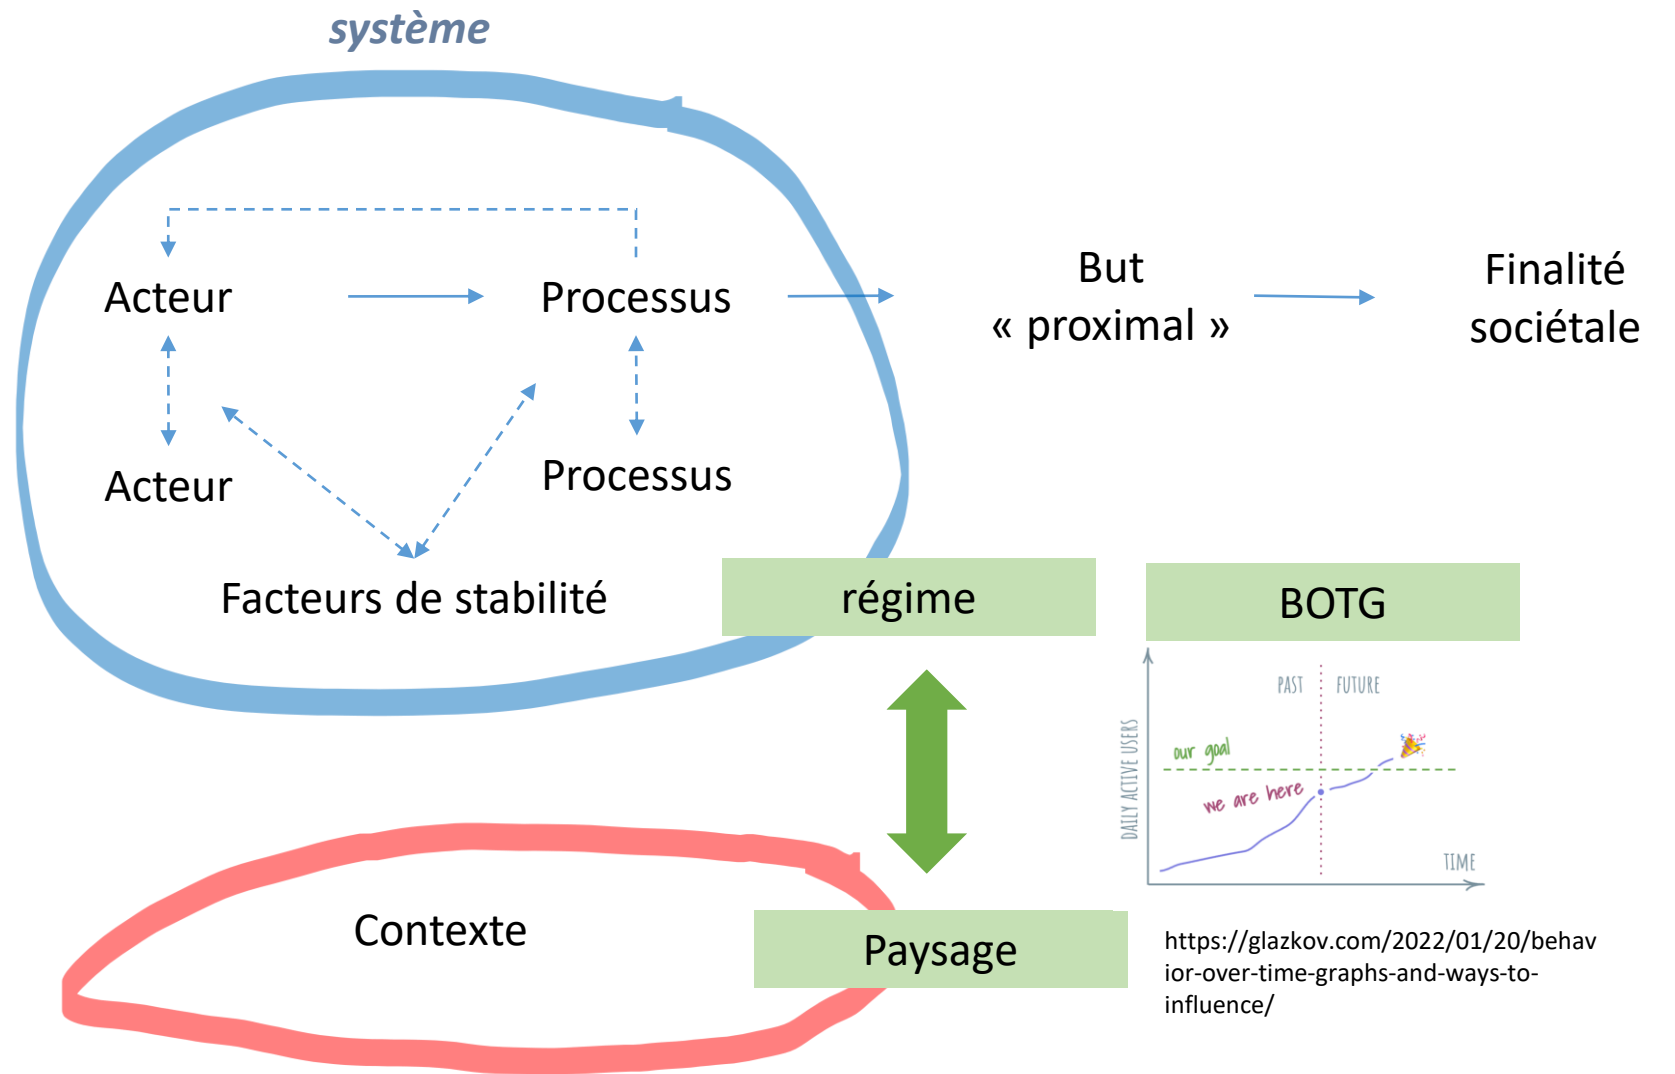 système
Acteur
Processus
But
« proximal »
Finalité
sociétale
Acteur
Processus
Facteurs de stabilité
régime
BOTG
PAST
FUTURE
DAILY ACTIVE USERS
our goal
we are here
TIME
Contexte
Paysage
https://glazkov.com/2022/01/20/behav
ior-over-time-graphs-and-ways-to-
influence/